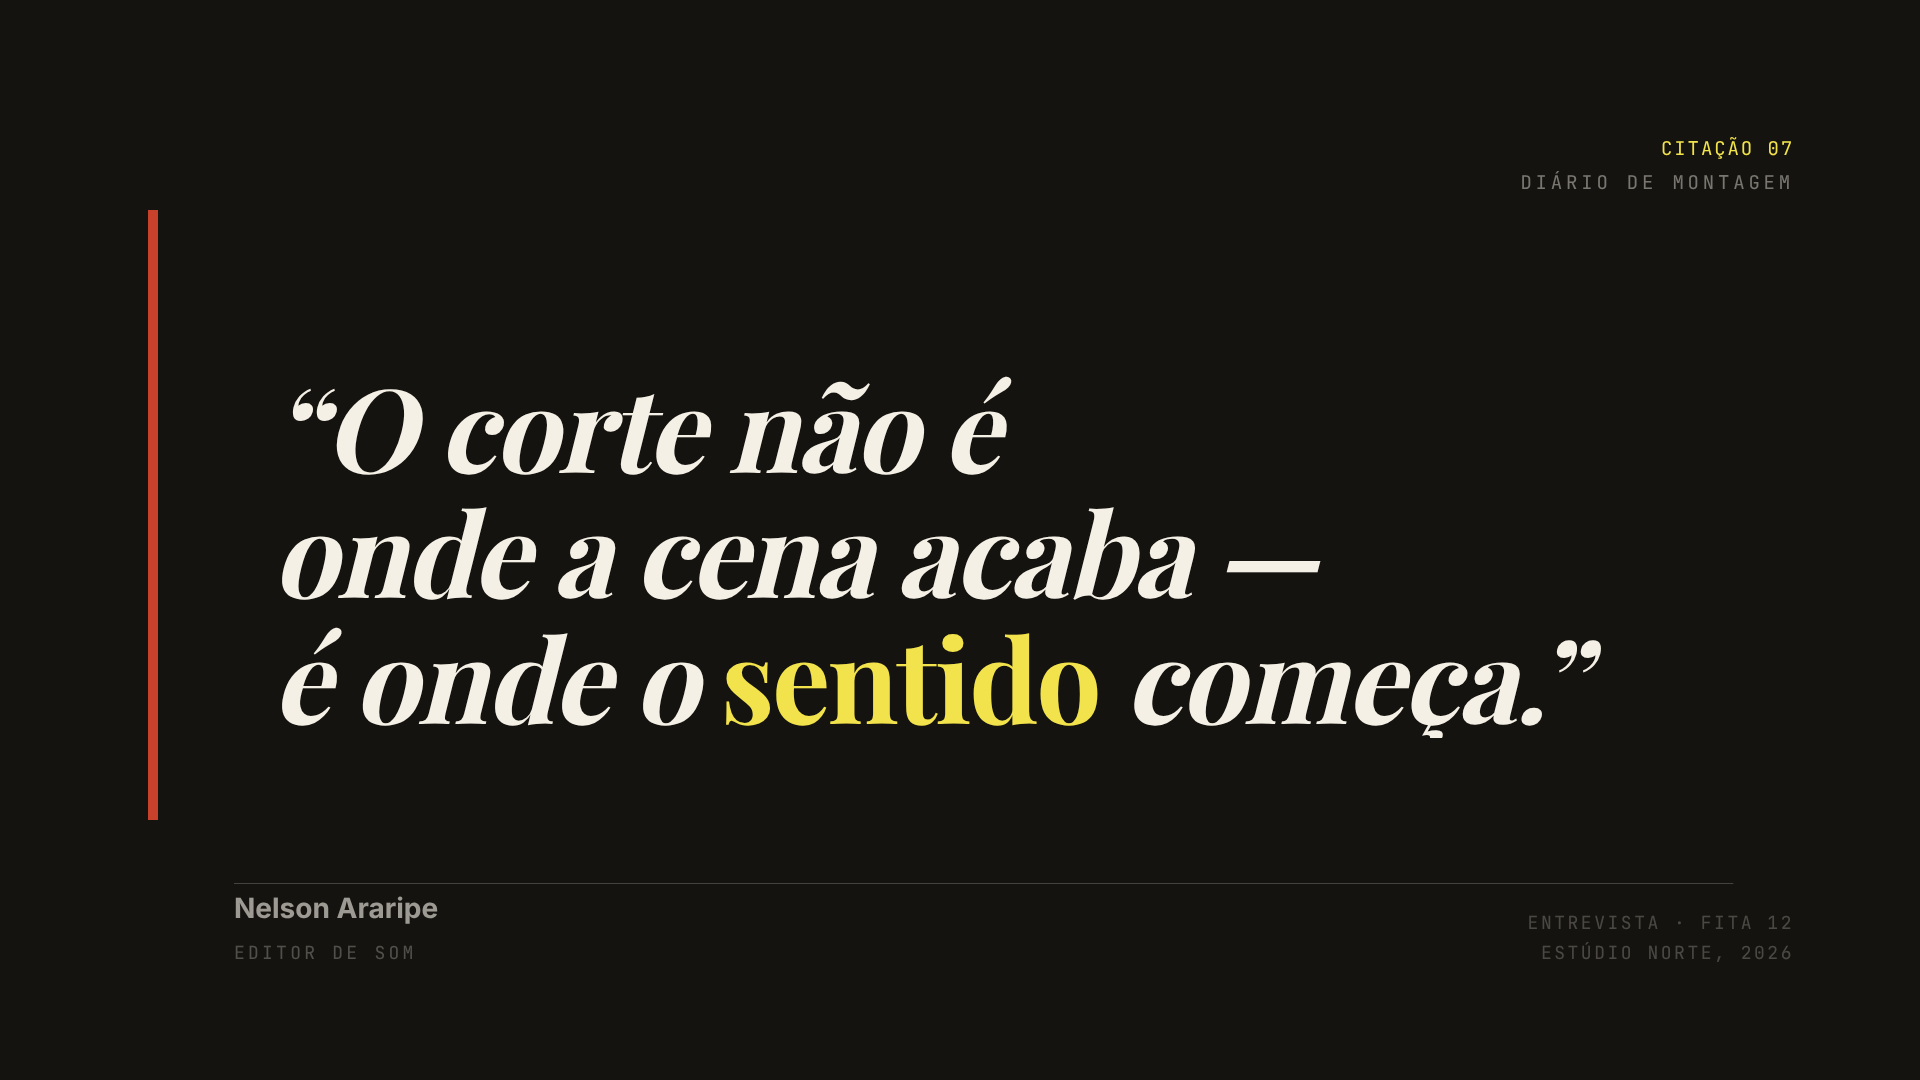 CITAÇÃO 07
DIÁRIO DE MONTAGEM
“O corte não é
onde a cena acaba —
é onde o sentido começa.”
Nelson Araripe
EDITOR DE SOM
ENTREVISTA · FITA 12
ESTÚDIO NORTE, 2026